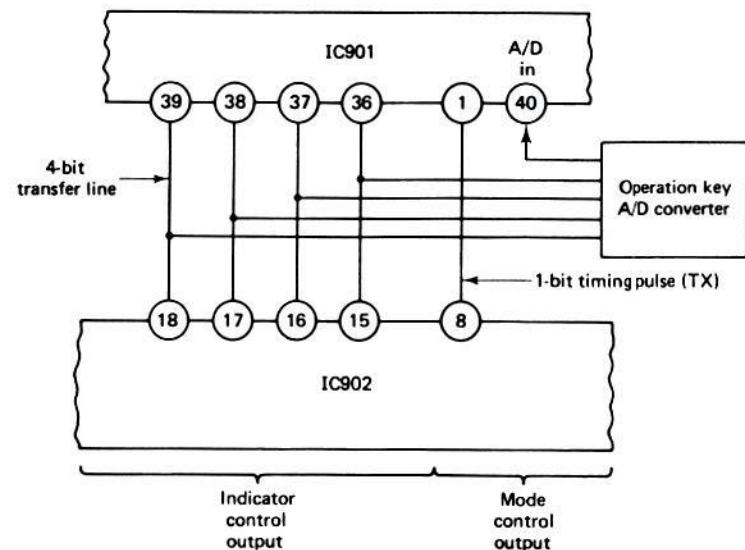 IC901
A/D
in
39 38 37 36 1 40
4-bit
transfer line
Operation key
A/D converter
1-bit timing pulse (TX)
18 17 16 15 8
IC902
Indicator
control
output
Mode
control
output